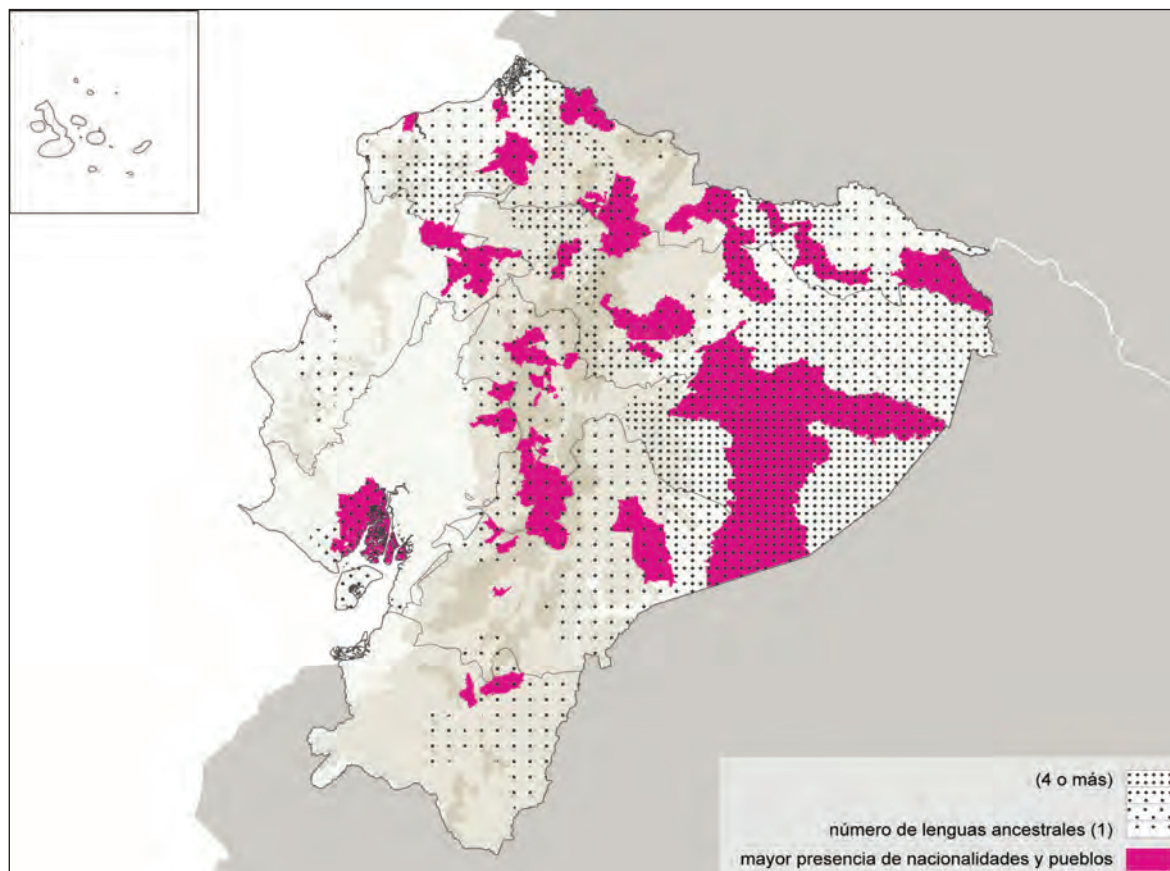 (4 o más)
número de lenguas ancestrales (1)
mayor presencia de nacionalidades y pueblos